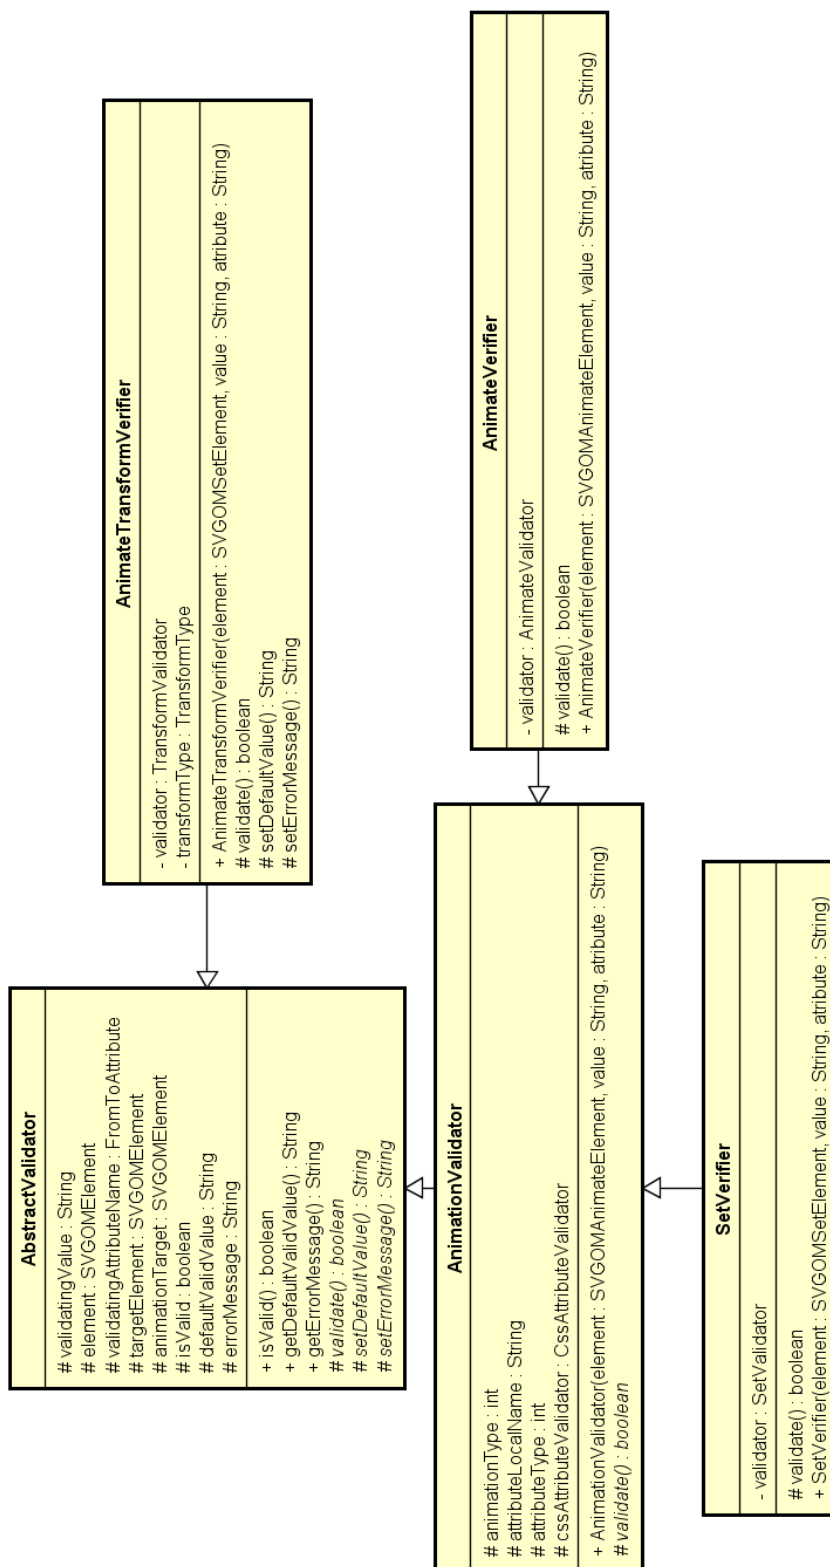 AbstractValidator
# validatingValue : String
# element : SVGOMElement
# validatingAttributeName : FromToAttribute
# targetElement : SVGOMElement
# animationTarget : SVGOMElement
# isValid : boolean
# defaultValidValue : String
# errorMessage : String
+ isValid() : boolean
+ getDefaultValidValue() : String
+ getErrorMessage() : String
# validate() : boolean
# setDefaultValue() : String
# setErrorMessage() : String
AnimateTransformVerifier
- validator : TransformValidator
- transformType : TransformType
+ AnimateTransformVerifier(element : SVGOMSetElement, value : String, atribute : String)
# validate() : boolean
# setDefaultValue() : String
# setErrorMessage() : String
AnimationValidator
# animationType : int
# attributeLocalName : String
# attributeType : int
# cssAttributeValidator : CssAttributeValidator
+ AnimationValidator(element : SVGOMAnimateElement, value : String, atribute : String)
# validate() : boolean
AnimateVerifier
- validator : AnimateValidator
# validate() : boolean
+ AnimateVerifier(element : SVGOMAnimateElement, value : String, atribute : String)
SetVerifier
- validator : SetValidator
# validate() : boolean
+ SetVerifier(element : SVGOMSetElement, value : String, atribute : String)